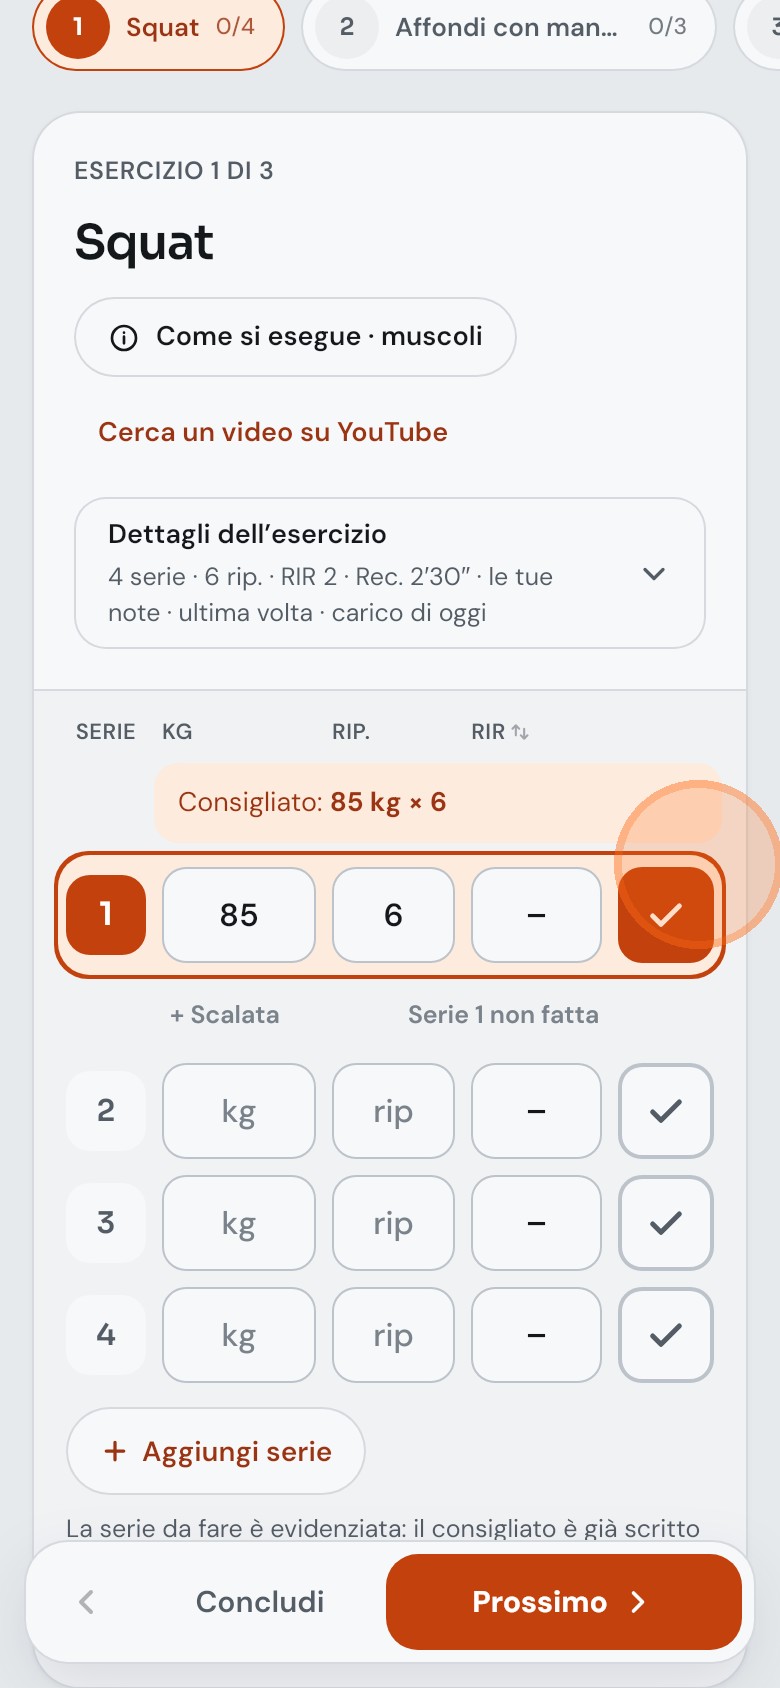 1 Squat 0/4 2 Affondi con man... 0/3 3
ESERCIZIO 1 DI 3
Squat
Come si esegue · muscoli
Cerca un video su YouTube
Dettagli dell’esercizio
4 serie · 6 rip. · RIR 2 · Rec. 2′30″ · le tue
note · ultima volta · carico di oggi
SERIE KG RIP. RIR
Consigliato: 85 kg × 6
1 85 6 –
+ Scalata Serie 1 non fatta
2 kg rip –
3 kg rip –
4 kg rip –
+ Aggiungi serie
La serie da fare è evidenziata: il consigliato è già scritto
Concludi Prossimo